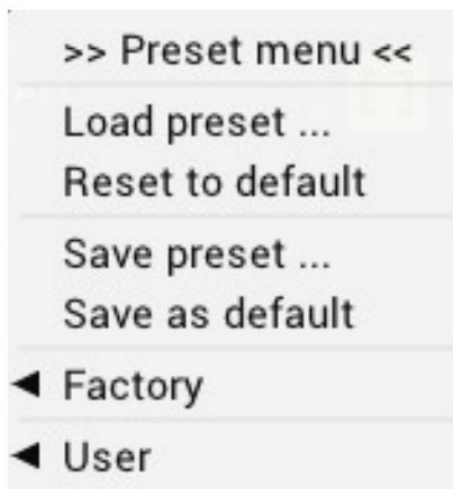 >> Preset menu <<
Load preset ...
Reset to default
Save preset ...
Save as default
Factory
User